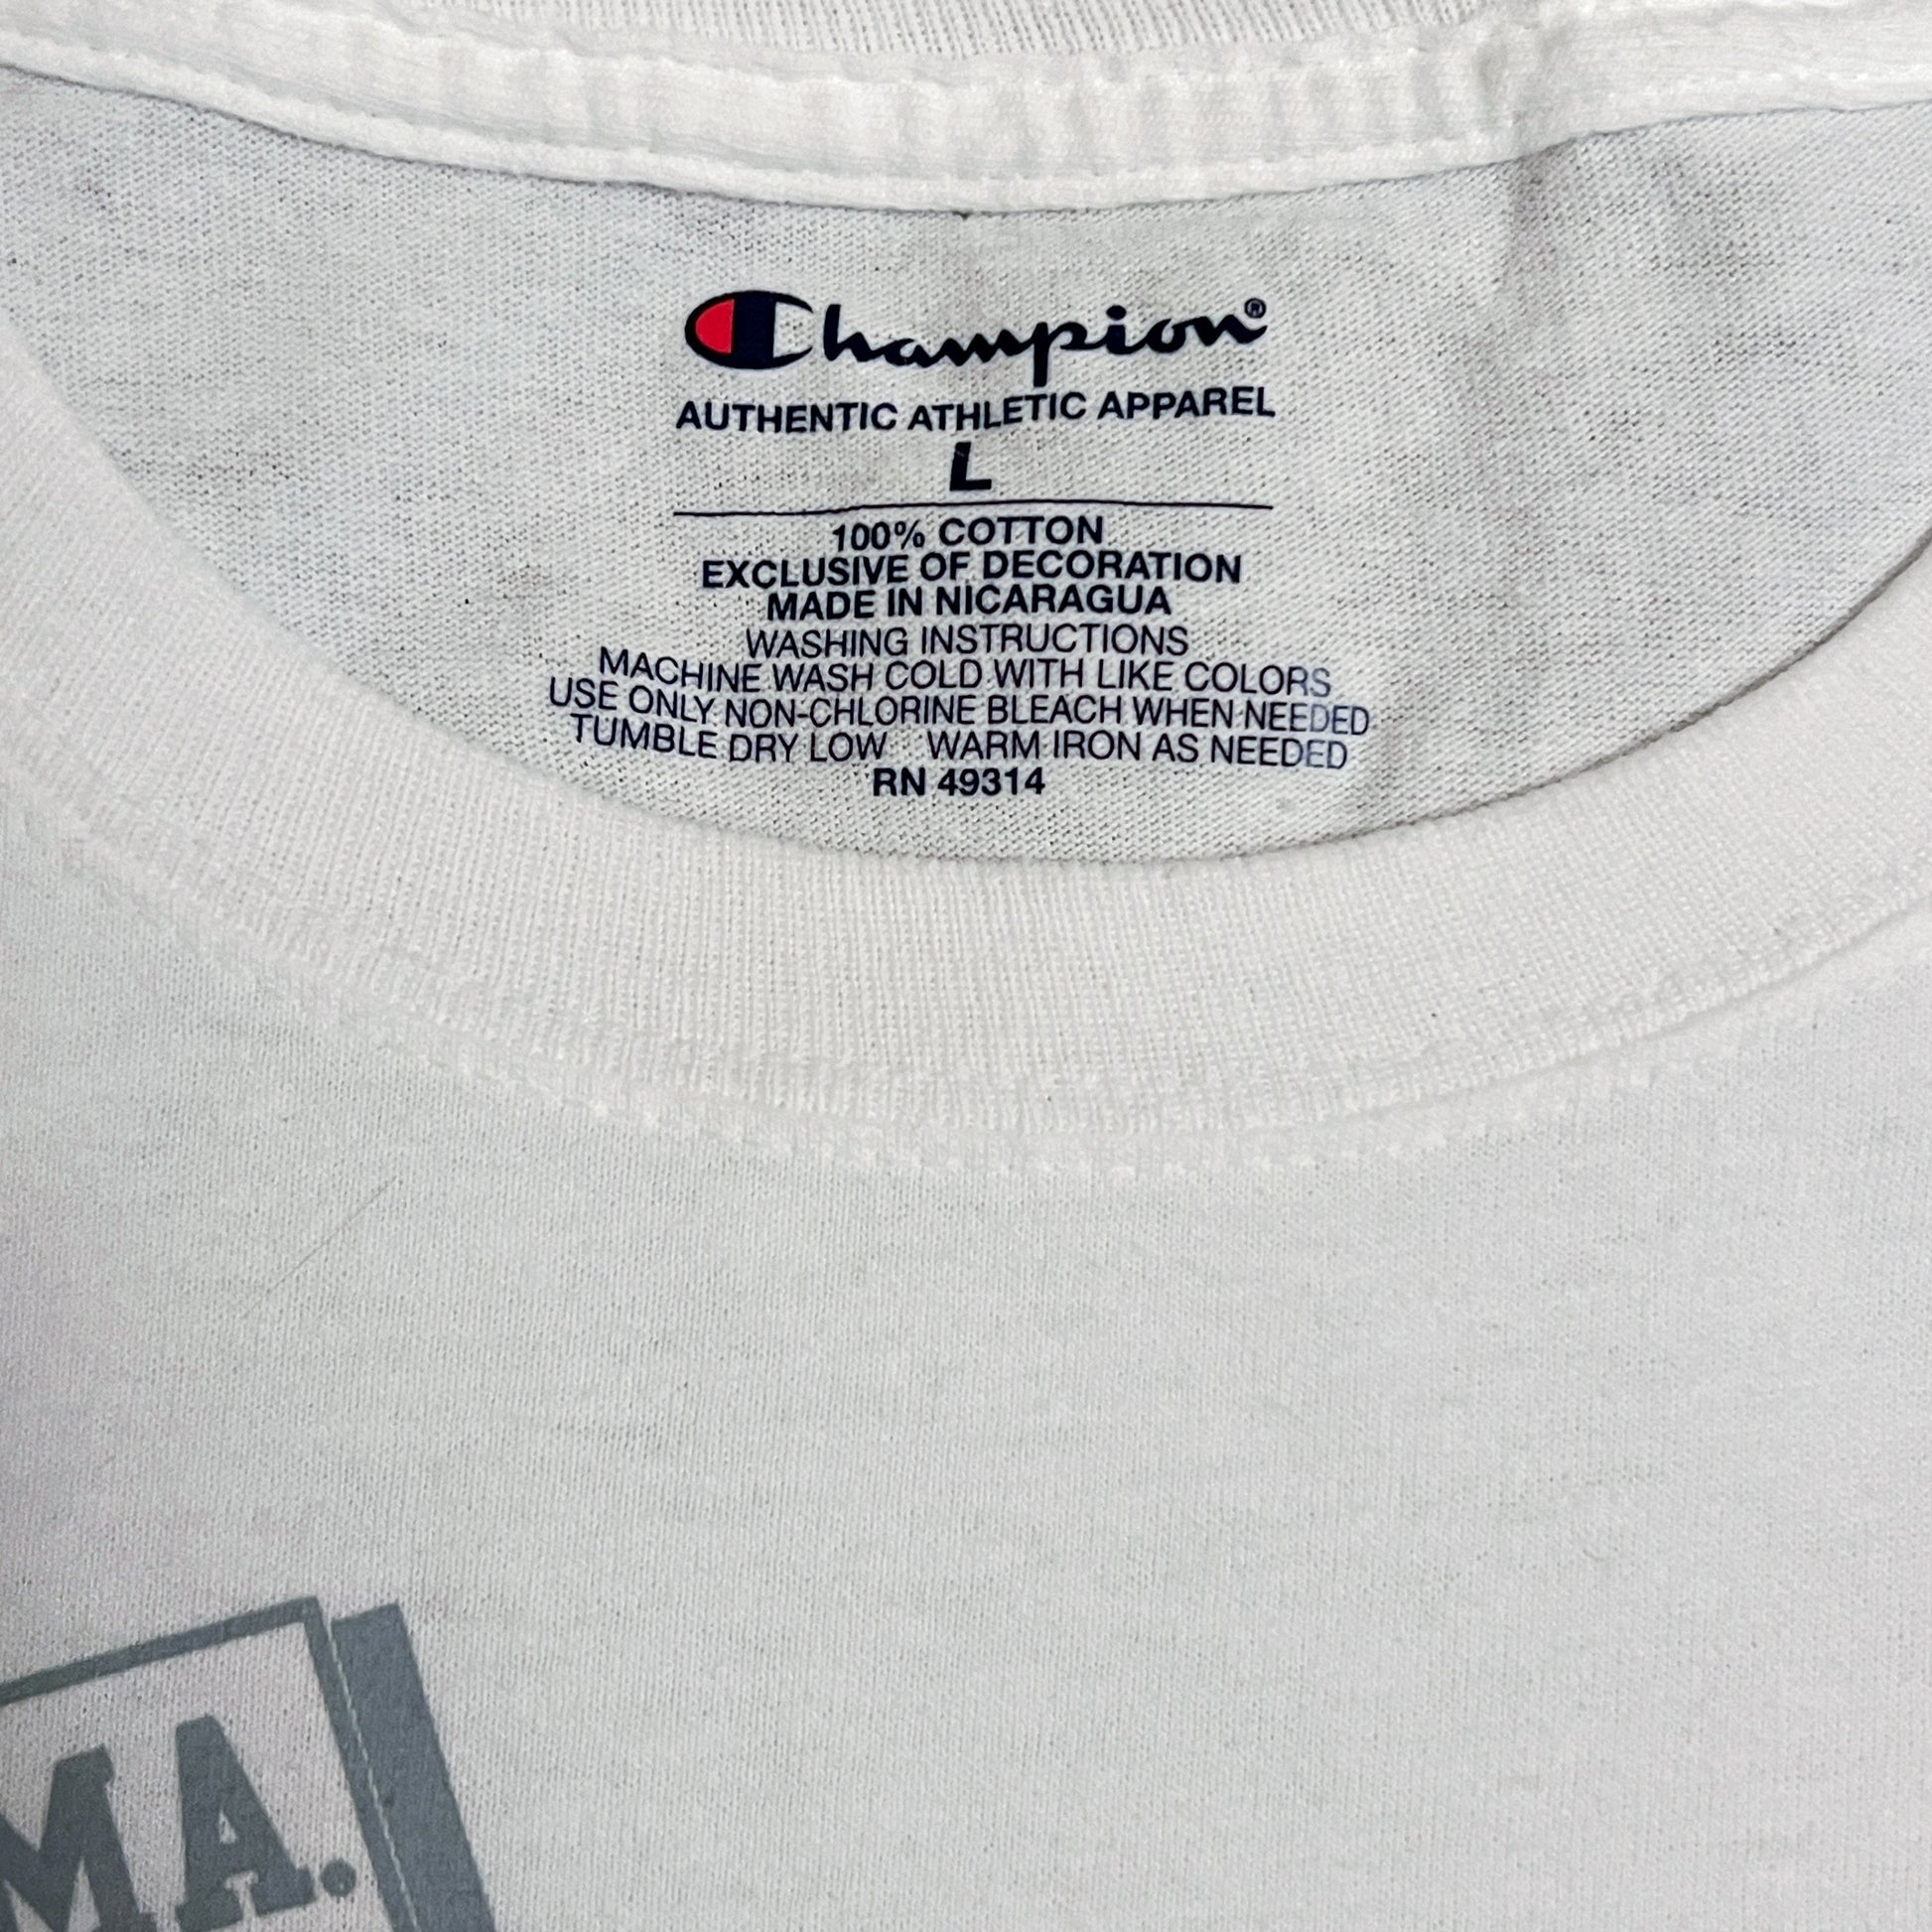 Champion®
AUTHENTIC ATHLETIC APPAREL
L
100% COTTON
EXCLUSIVE OF DECORATION
MADE IN NICARAGUA
WASHING INSTRUCTIONS
MACHINE WASH COLD WITH LIKE COLORS
USE ONLY NON-CHLORINE BLEACH WHEN NEEDED
TUMBLE DRY LOW WARM IRON AS NEEDED
RN 49314
MA.